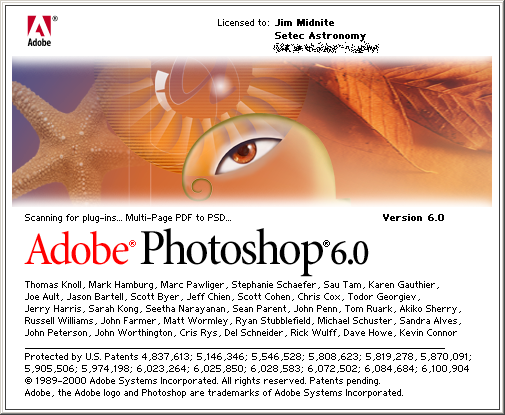 Adobe®
Licensed to: Jim Midnite
Setec Astronomy
Scanning for plug-ins... Multi-Page PDF to PSD... Version 6.0
Adobe® Photoshop® 6.0
Thomas Knoll, Mark Hamburg, Marc Pawliger, Stephanie Schaefer, Sau Tam, Karen Gauthier,
Joe Ault, Jason Bartell, Scott Byer, Jeff Chien, Scott Cohen, Chris Cox, Todor Georgiev,
Jerry Harris, Sarah Kong, Seetha Narayanan, Sean Parent, John Penn, Tom Ruark, Akiko Sherry,
Russell Williams, John Farmer, Matt Wormley, Ryan Stubblefield, Michael Schuster, Sandra Alves,
John Peterson, John Worthington, Cris Rys, Del Schneider, Rick Wulff, Dave Howe, Kevin Connor
Protected by U.S. Patents 4,837,613; 5,146,346; 5,546,528; 5,808,623; 5,819,278, 5,870,091;
5,905,506; 5,974,198; 6,023,264; 6,025,850; 6,028,583; 6,072,502; 6,084,684; 6,100,904
© 1989-2000 Adobe Systems Incorporated. All rights reserved. Patents pending.
Adobe, the Adobe logo and Photoshop are trademarks of Adobe Systems Incorporated.